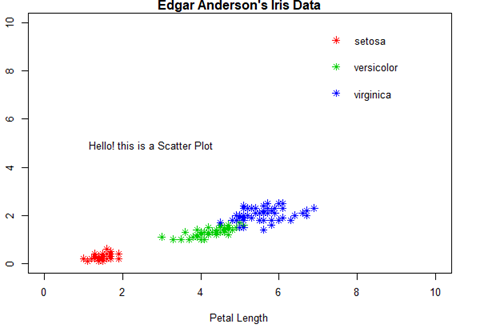 Edgar Anderson's Iris Data
10
8
6
4
2
0
setosa
versicolor
virginica
Hello! this is a Scatter Plot
0 2 4 6 8 10
Petal Length